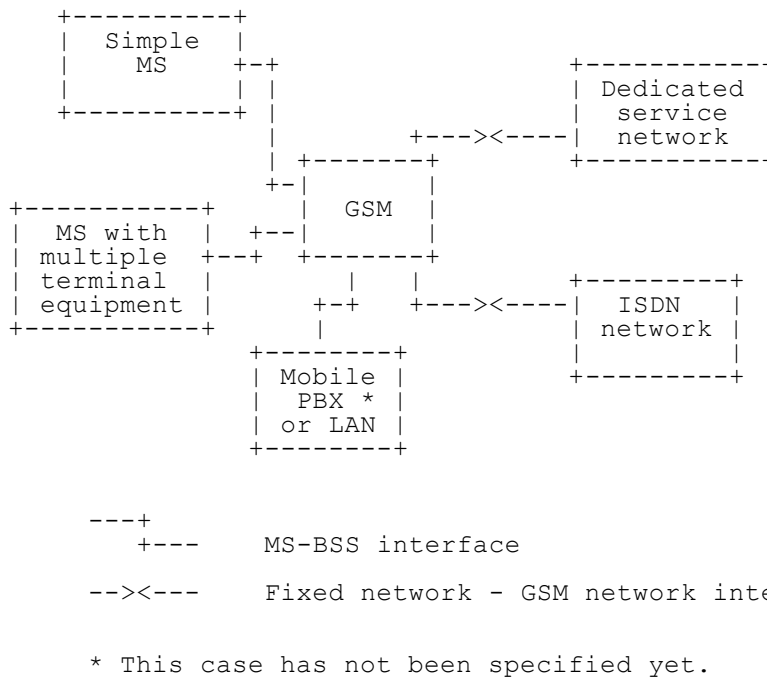 Simple
MS
Dedicated
service
network
GSM
MS with
multiple
terminal
equipment
ISDN
network
Mobile
PBX *
or LAN
MS-BSS interface
Fixed network - GSM network inte
* This case has not been specified yet.